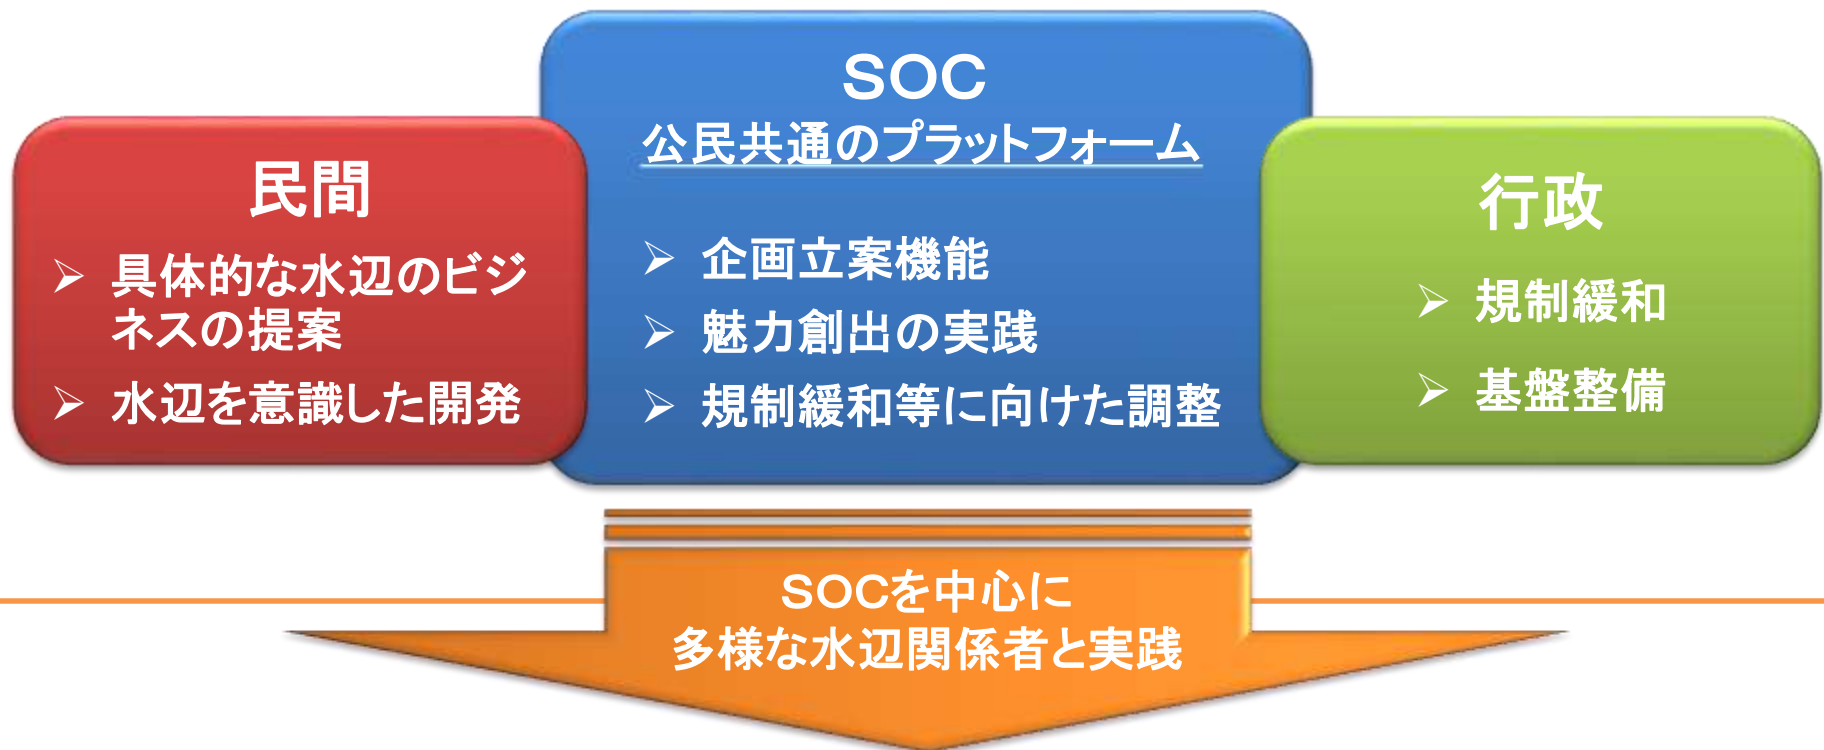 民間
➢ 具体的な水辺のビジ
ネスの提案
➢ 水辺を意識した開発
ＳＯＣ
公民共通のプラットフォーム
➢ 企画立案機能
➢ 魅力創出の実践
➢ 規制緩和等に向けた調整
行政
➢ 規制緩和
➢ 基盤整備
ＳＯＣを中心に
多様な水辺関係者と実践